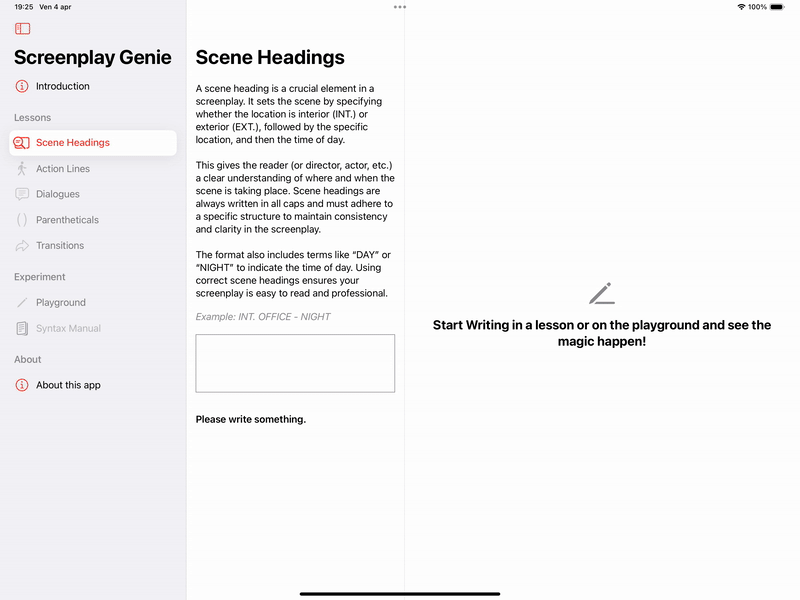 19:25 Ven 4 apr
100%
Screenplay Genie
Introduction
Lessons
Scene Headings
Action Lines
Dialogues
Parentheticals
Transitions
Experiment
Playground
Syntax Manual
About
About this app
Scene Headings
A scene heading is a crucial element in a
screenplay. It sets the scene by specifying
whether the location is interior (INT.) or
exterior (EXT.), followed by the specific
location, and then the time of day.
This gives the reader (or director, actor, etc.)
a clear understanding of where and when the
scene is taking place. Scene headings are
always written in all caps and must adhere to
a specific structure to maintain consistency
and clarity in the screenplay.
The format also includes terms like “DAY” or
“NIGHT” to indicate the time of day. Using
correct scene headings ensures your
screenplay is easy to read and professional.
Example: INT. OFFICE - NIGHT
Please write something.
Start Writing in a lesson or on the playground and see the
magic happen!